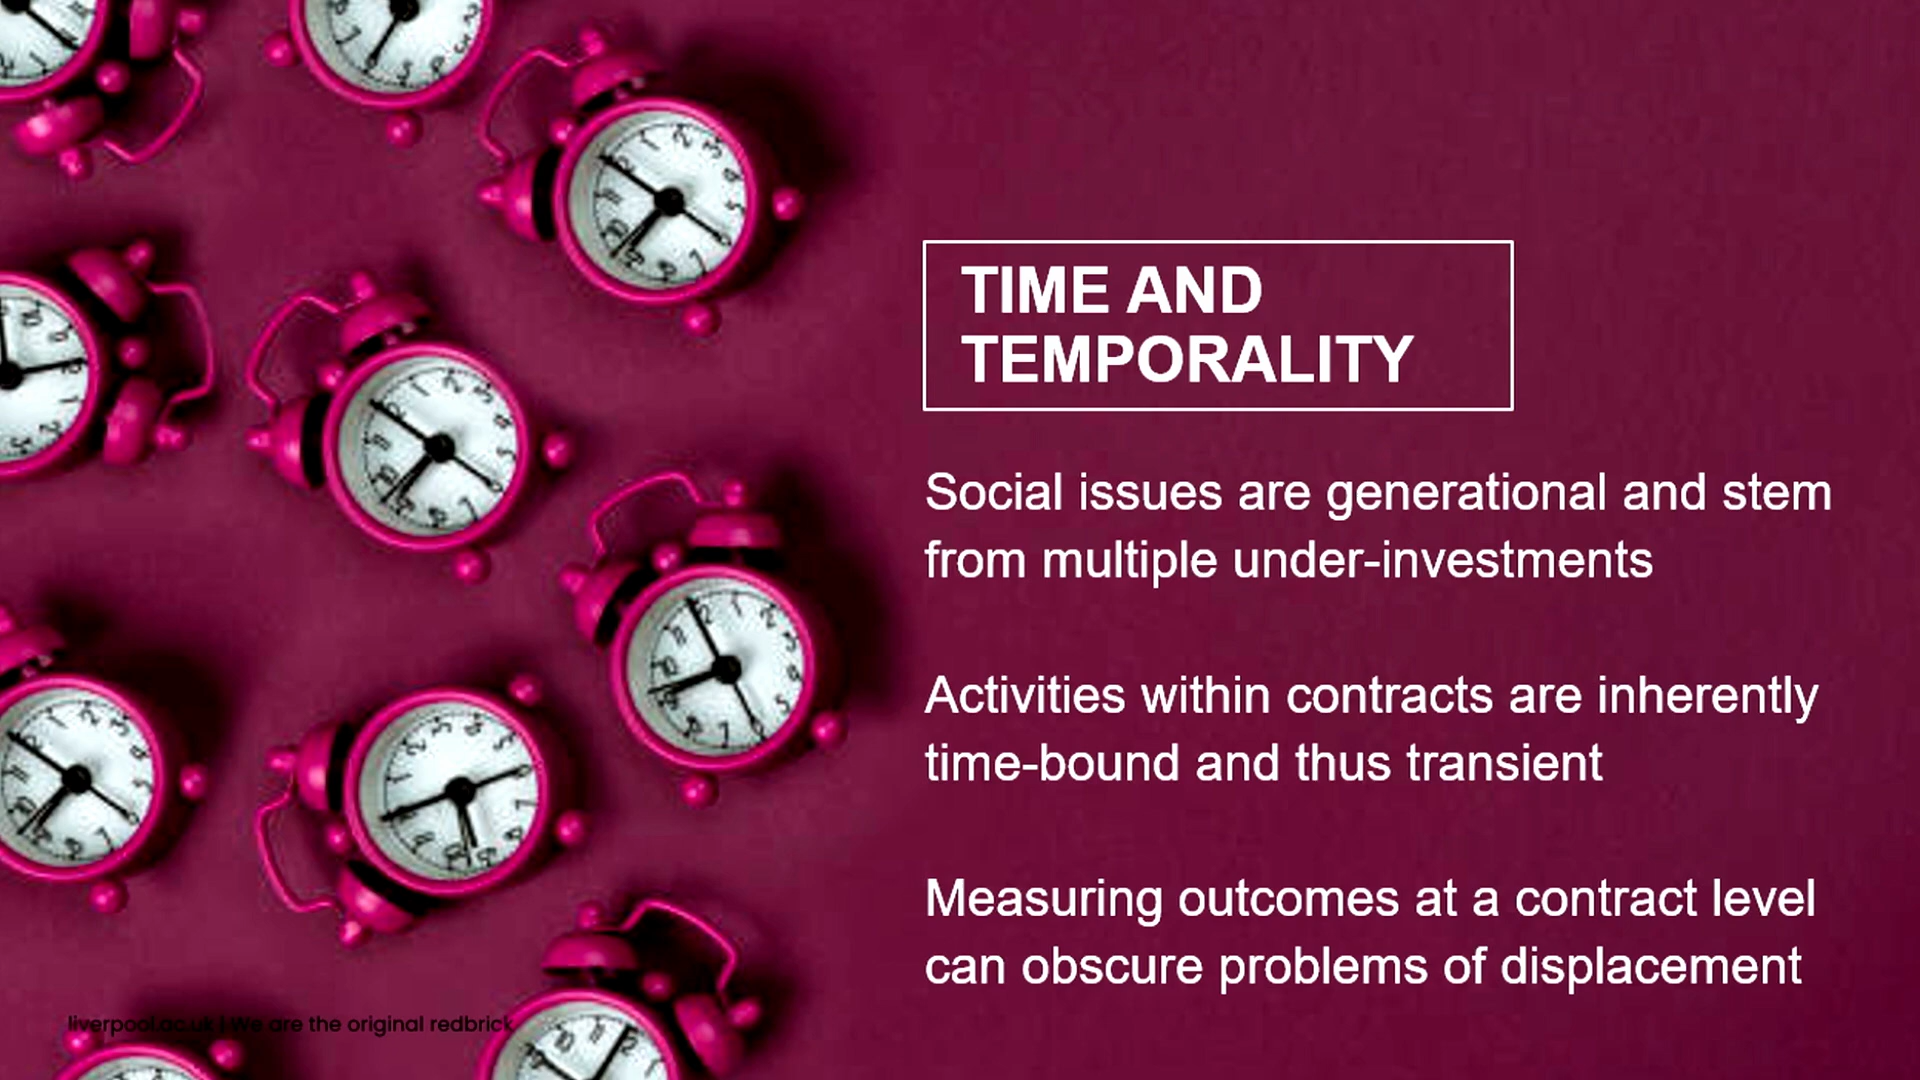 TIME AND
TEMPORALITY
Social issues are generational and stem
from multiple under-investments
Activities within contracts are inherently
time-bound and thus transient
Measuring outcomes at a contract level
can obscure problems of displacement
liverpool.ac.uk | We are the original redbrick